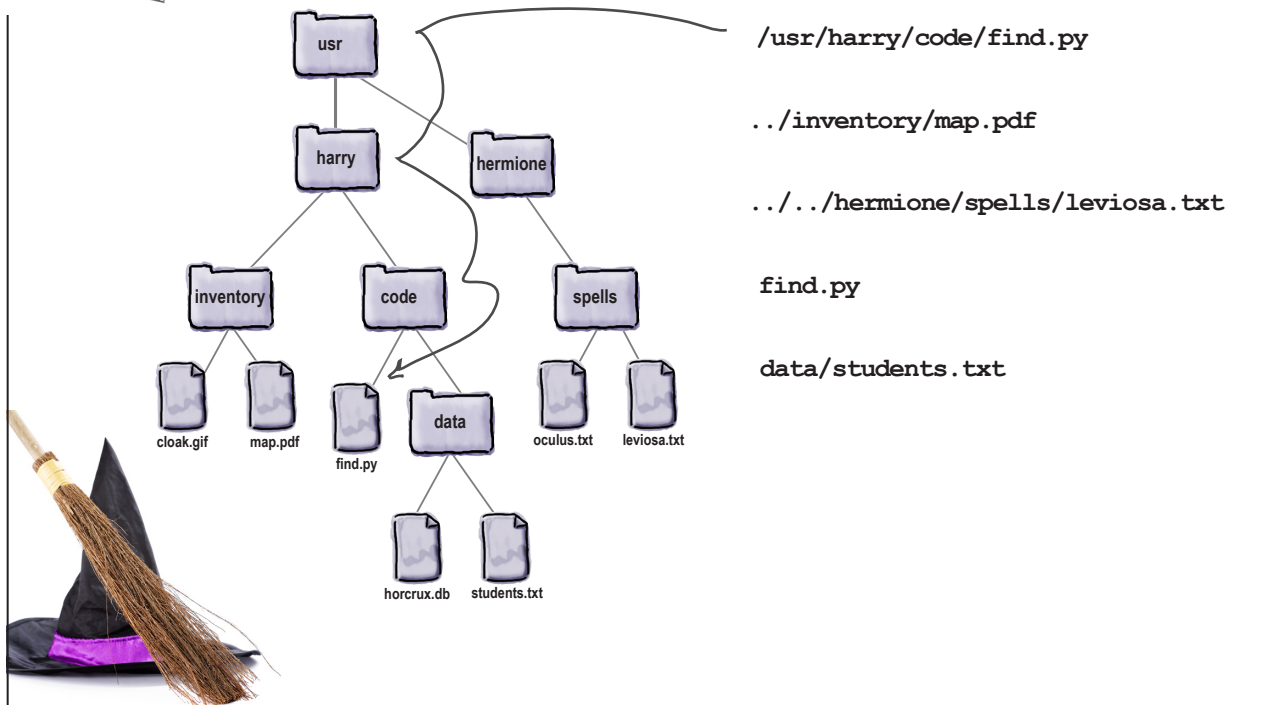 usr
/usr/harry/code/find.py
../inventory/map.pdf
harry
hermione
../../hermione/spells/leviosa.txt
inventory
code
spells
find.py
data/students.txt
cloak.gif
map.pdf
find.py
data
oculus.txt
leviosa.txt
horcrux.db
students.txt